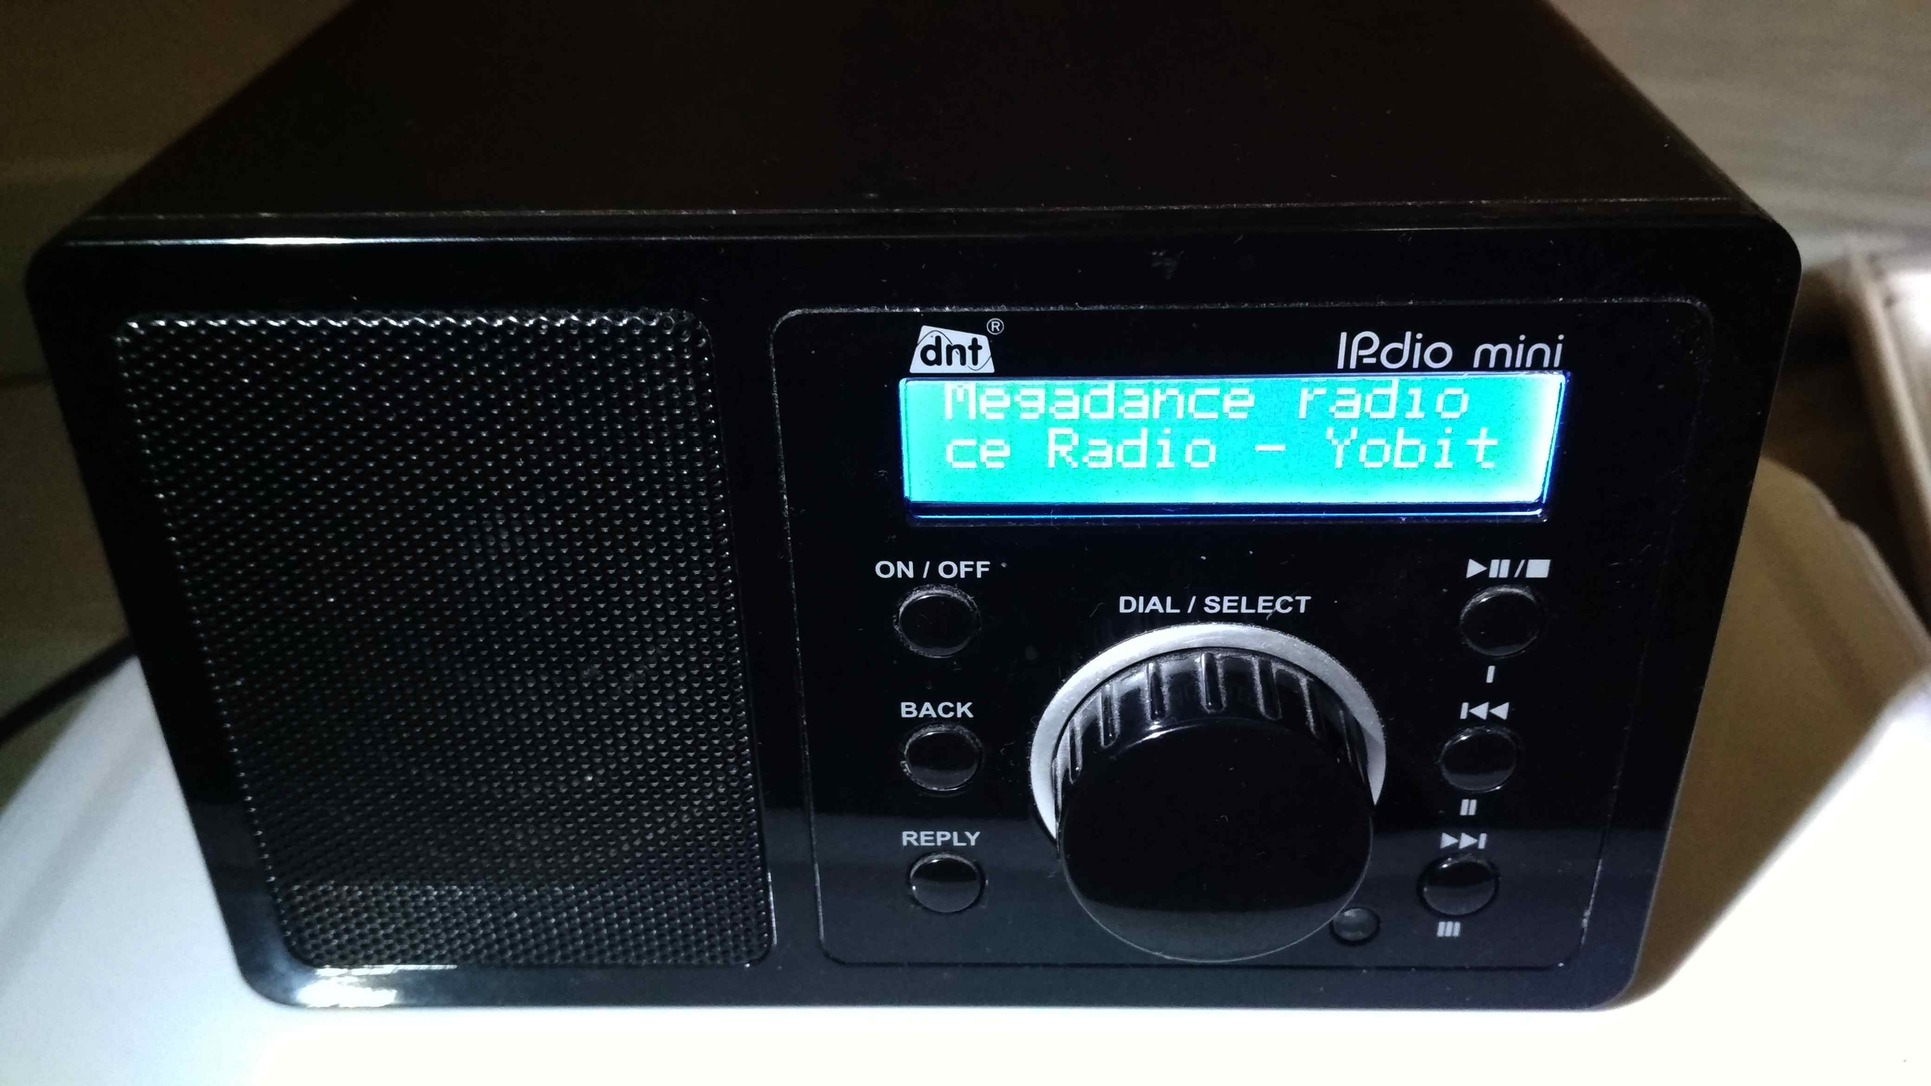 dnt®
IPdio mini
Megadance radio
ce Radio - Yobit
ON / OFF
DIAL / SELECT
BACK
REPLY
I
II
III